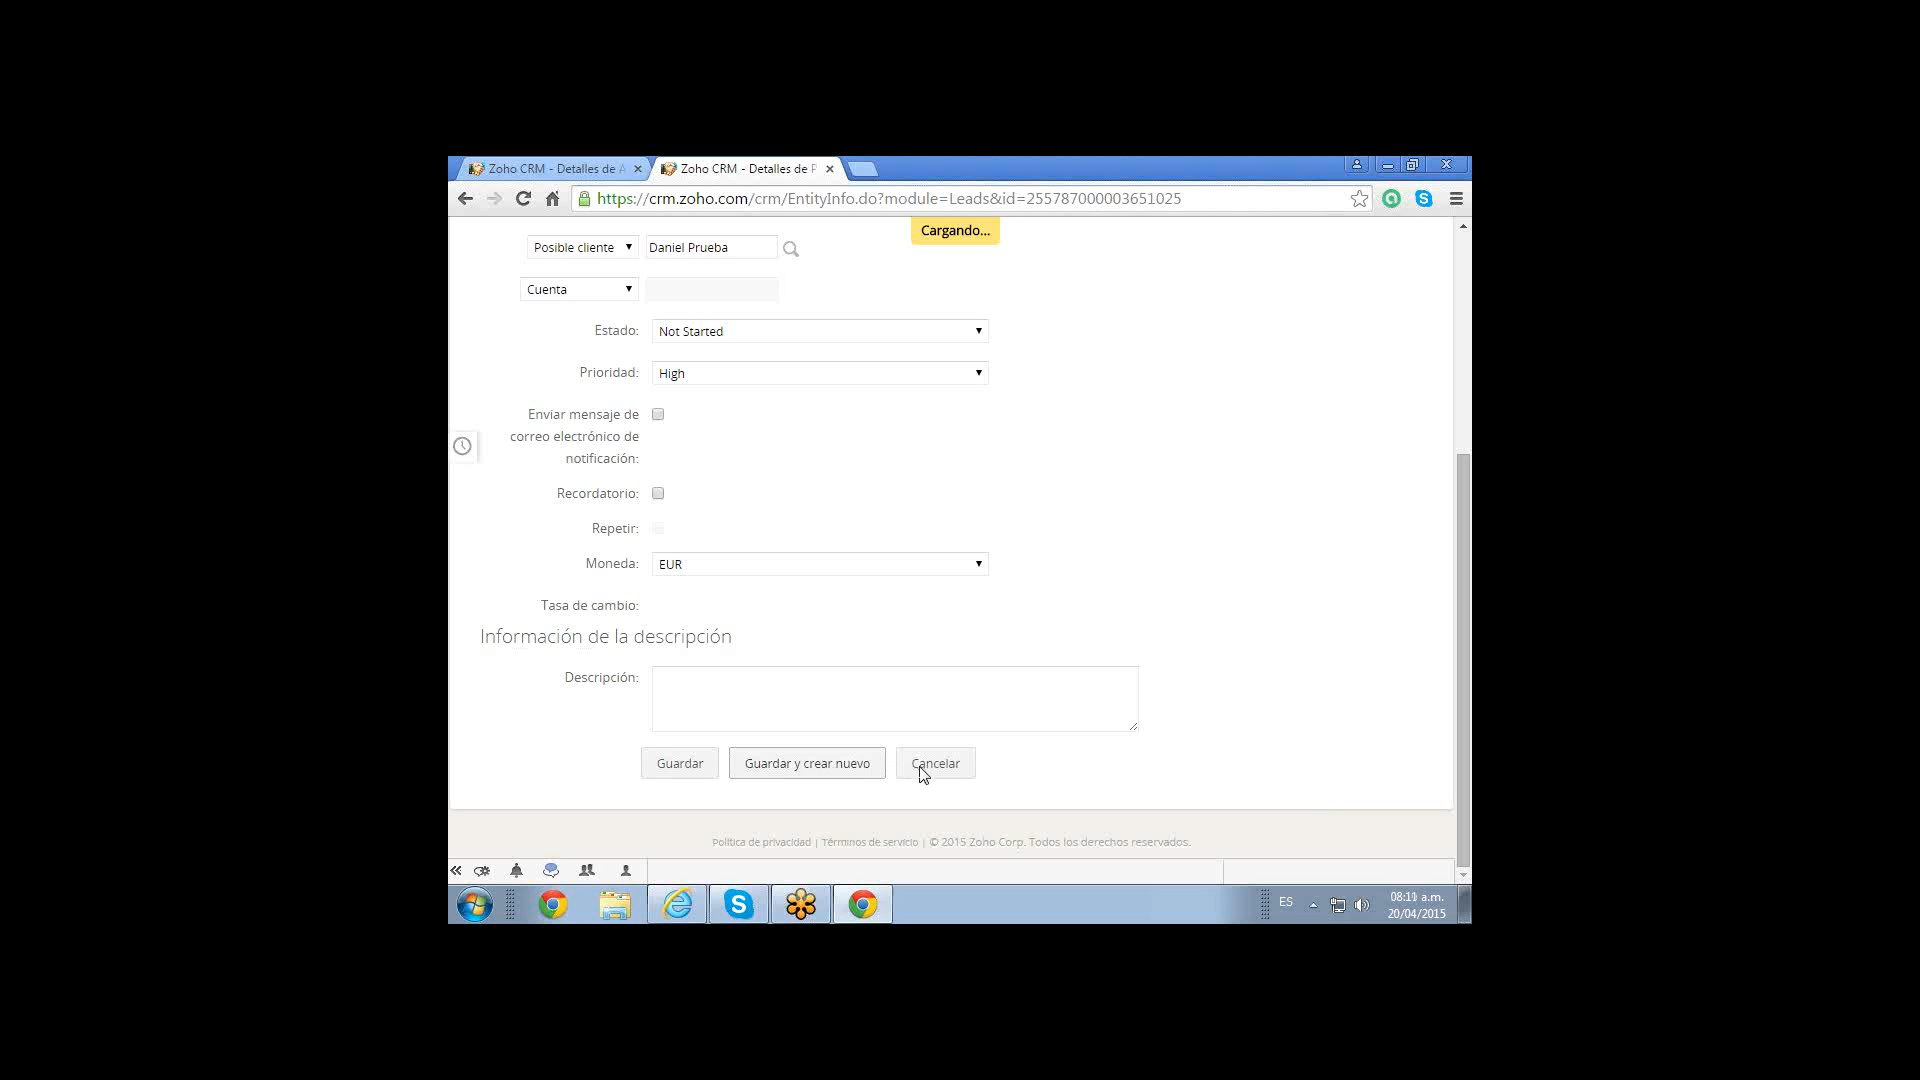 Zoho CRM - Detalles de A
Zoho CRM - Detalles de P
https://crm.zoho.com/crm/EntityInfo.do?module=Leads&id=255787000003651025
Cargando...
Posible cliente Daniel Prueba
Cuenta
Estado: Not Started
Prioridad: High
Enviar mensaje de
correo electrónico de
notificación:
Recordatorio:
Repetir:
Moneda: EUR
Tasa de cambio:
Información de la descripción
Descripción:
Guardar Guardar y crear nuevo Cancelar
Política de privacidad | Términos de servicio | © 2015 Zoho Corp. Todos los derechos reservados.
ES
08:11 a.m.
20/04/2015